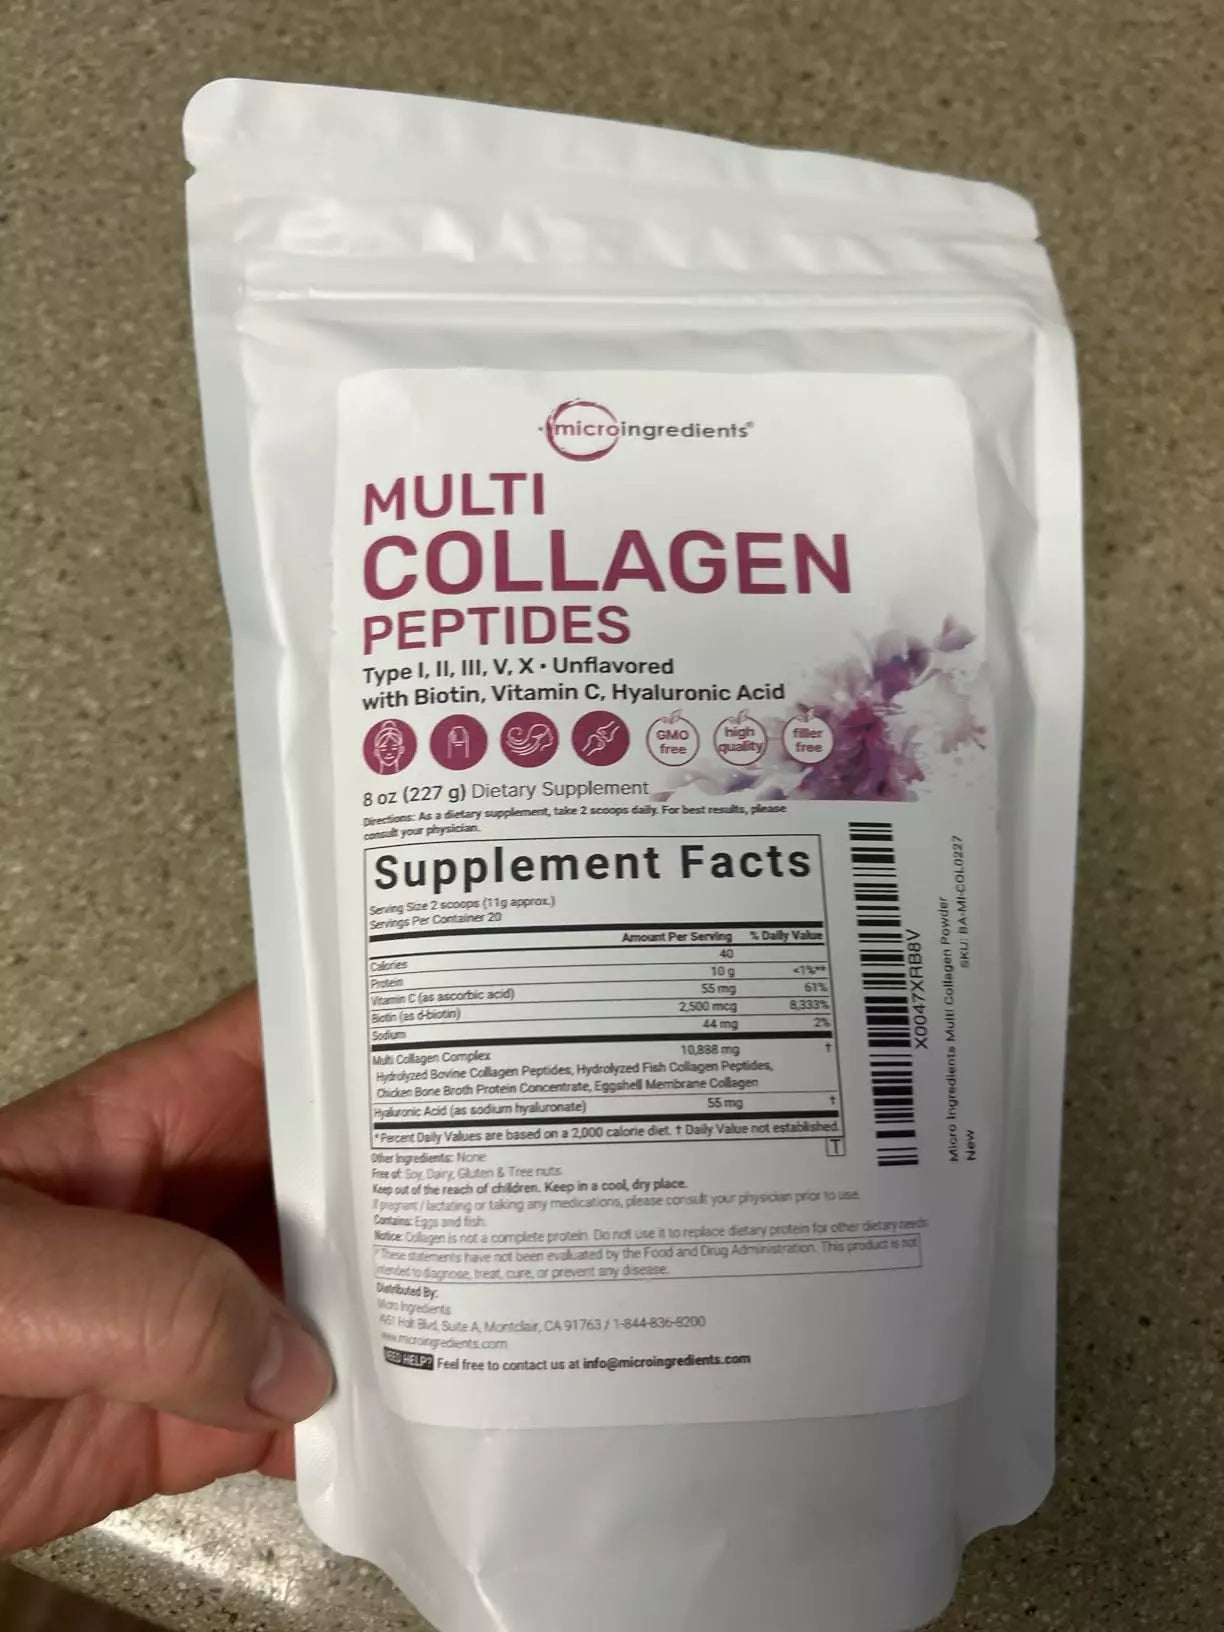 microingredients®
MULTI
COLLAGEN
PEPTIDES
Type I, II, III, V, X • Unflavored
with Biotin, Vitamin C, Hyaluronic Acid
GMO free
high quality
filler free
8 oz (227 g) Dietary Supplement
Directions: As a dietary supplement, take 2 scoops daily. For best results, please
consult your physician.
Supplement Facts
Serving Size 2 scoops (11g approx.)
Servings Per Container 20
Amount Per Serving % Daily Value
Calories 40
Protein 10 g <1%**
Vitamin C (as ascorbic acid) 55 mg 61%
Biotin (as d-biotin) 2,500 mcg 8,333%
Sodium 44 mg 2%
Multi Collagen Complex 10,888 mg †
Hydrolyzed Bovine Collagen Peptides, Hydrolyzed Fish Collagen Peptides,
Chicken Bone Broth Protein Concentrate, Eggshell Membrane Collagen
Hyaluronic Acid (as sodium hyaluronate) 55 mg †
*Percent Daily Values are based on a 2,000 calorie diet. † Daily Value not established.
T
Other Ingredients: None
Free of: Soy, Dairy, Gluten & Tree nuts
Keep out of the reach of children. Keep in a cool, dry place.
If pregnant / lactating or taking any medications, please consult your physician prior to use.
Contains: Eggs and fish.
Notice: Collagen is not a complete protein. Do not use it to replace dietary protein for other dietary needs
*These statements have not been evaluated by the Food and Drug Administration. This product is not
intended to diagnose, treat, cure, or prevent any disease.
Distributed By:
Micro Ingredients
Holt Blvd, Suite A, Montclair, CA 91763 / 1-844-836-8200
www.microingredients.com
NEED HELP? Feel free to contact us at info@microingredients.com
X0047XRB8V
Micro Ingredients Multi Collagen Powder
SKU: BA-MI-COL0227
New